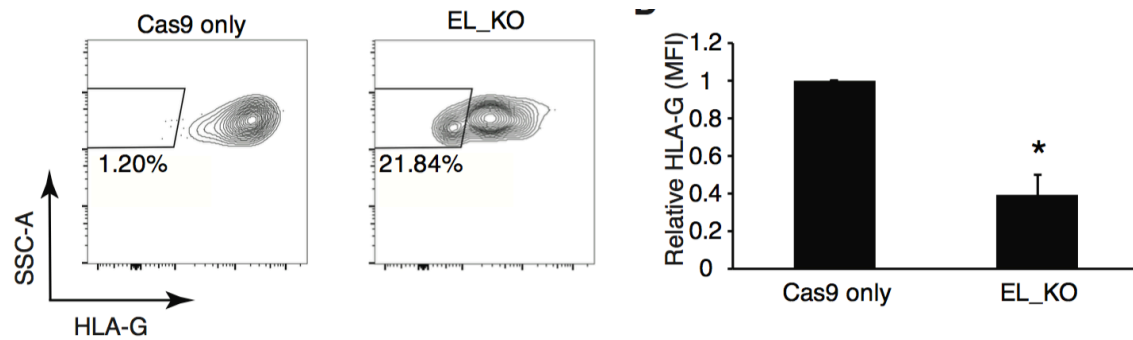 Cas9 only
EL_KO
1.20%
21.84%
SSC-A
HLA-G
Relative HLA-G (MFI)
1.2
1
0.8
0.6
0.4
0.2
0
*
Cas9 only
EL_KO